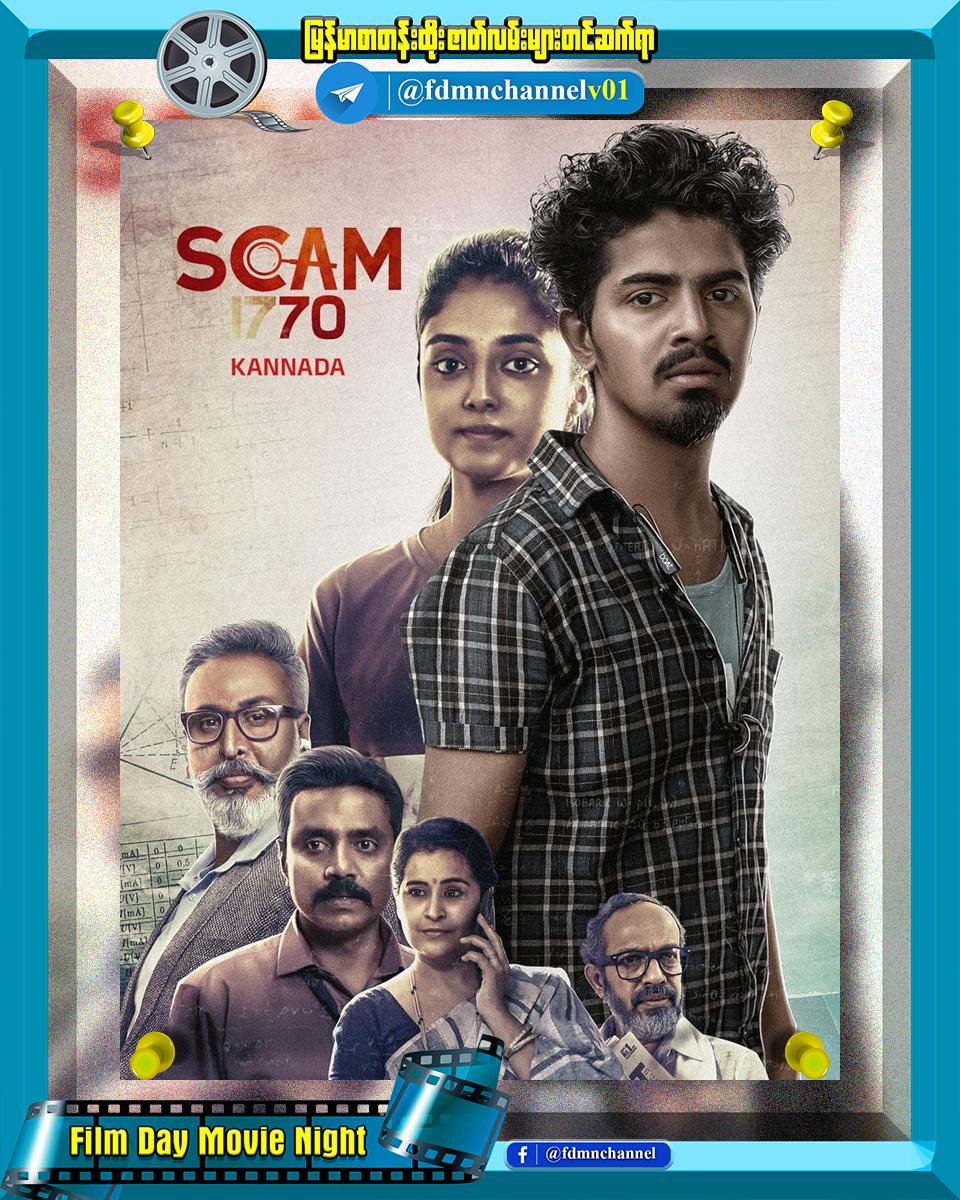 မြန်မာစာတန်းထိုးဇာတ်လမ်းများတင်ဆက်ရာ
@fdmnchannelv01
SCAM
1770
KANNADA
boAt
Film Day Movie Night
f | @fdmnchannel